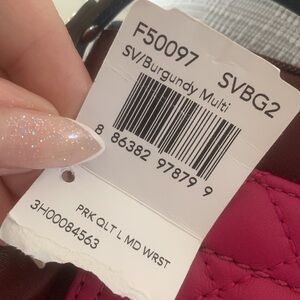 F50097 SVBG2
SV/Burgundy Multi
8 86382 97879 9
PRK QLT L MD WRST
3H00084563